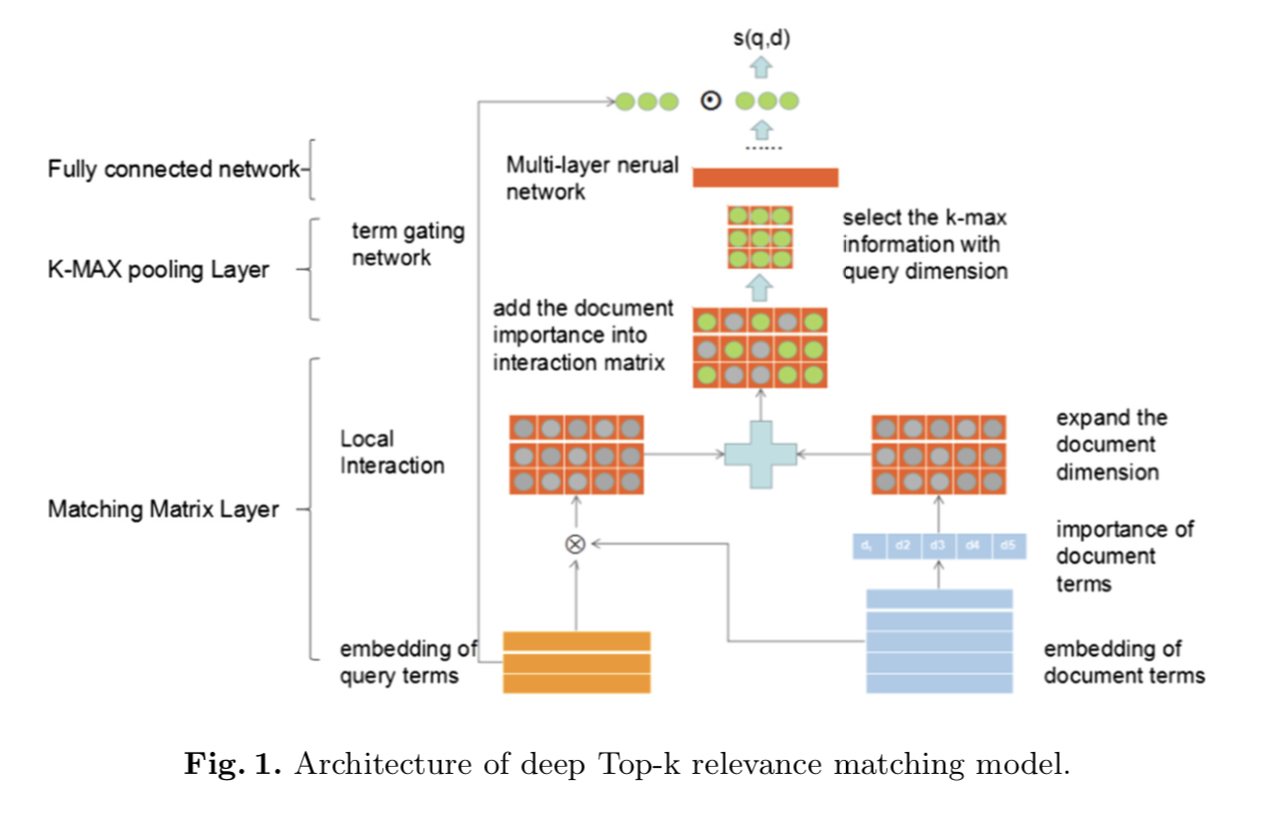 s(q,d)
Fully connected network
Multi-layer nerual
network
K-MAX pooling Layer
term gating
network
select the k-max
information with
query dimension
add the document
importance into
interaction matrix
Matching Matrix Layer
Local
Interaction
expand the
document
dimension
d₁ d2 d3 d4 d5
importance of
document
terms
embedding of
query terms
embedding of
document terms
Fig. 1. Architecture of deep Top-k relevance matching model.